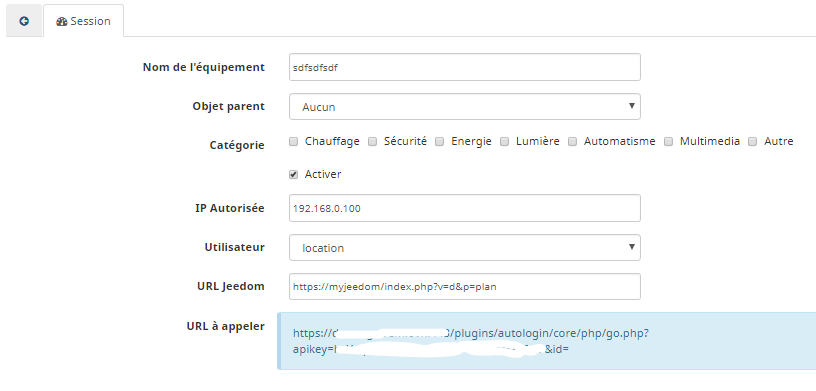 Session
Nom de l'équipement sdfsdfsdf
Objet parent Aucun
Catégorie Chauffage Sécurité Energie Lumière Automatisme Multimedia Autre
Activer
IP Autorisée 192.168.0.100
Utilisateur location
URL Jeedom https://myjeedom/index.php?v=d&p=plan
URL à appeler
https:// /plugins/autologin/core/php/go.php?
apikey= &id=